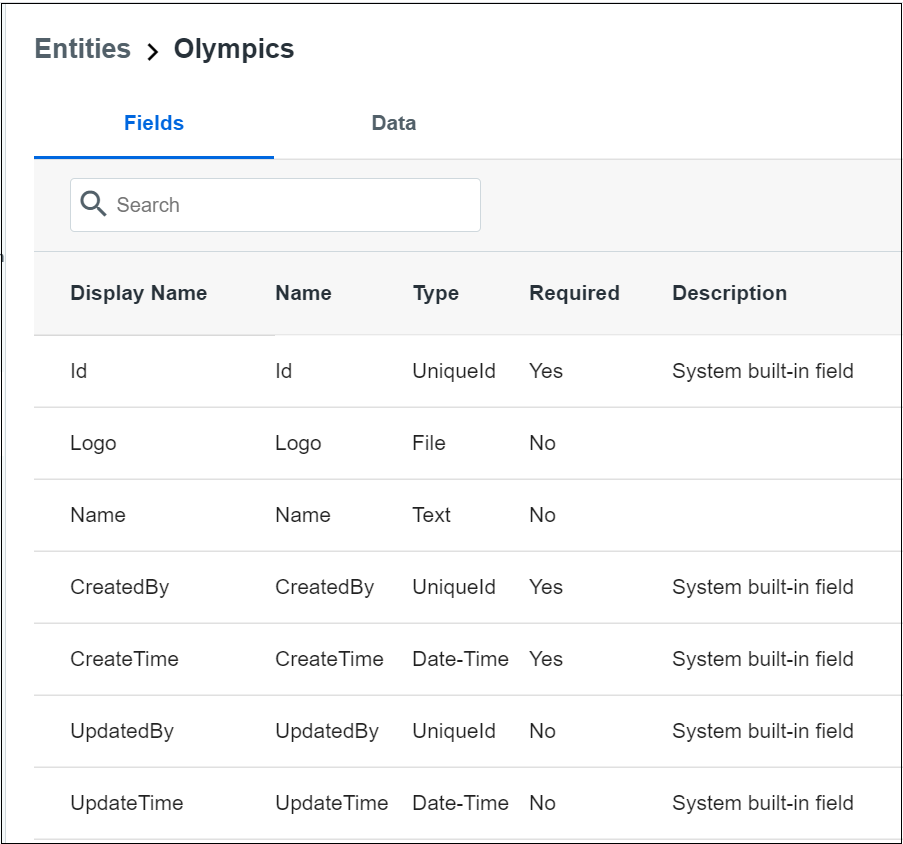 Entities > Olympics
Fields Data
Search
Display Name Name Type Required Description
Id Id UniqueId Yes System built-in field
Logo Logo File No
Name Name Text No
CreatedBy CreatedBy UniqueId Yes System built-in field
CreateTime CreateTime Date-Time Yes System built-in field
UpdatedBy UpdatedBy UniqueId No System built-in field
UpdateTime UpdateTime Date-Time No System built-in field